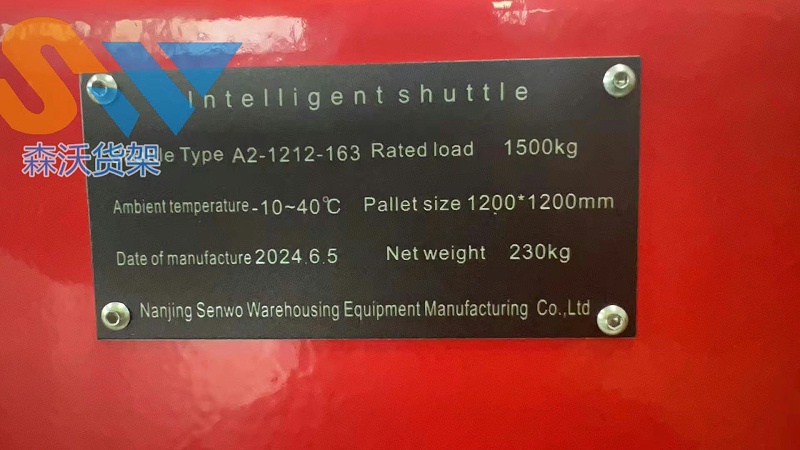 Intelligent shuttle
Type A2-1212-163 Rated load 1500kg
Ambient temperature -10~40℃ Pallet size 1200*1200mm
Date of manufacture 2024.6.5 Net weight 230kg
Nanjing Senwo Warehousing Equipment Manufacturing Co.,Ltd
SW
森沃货架